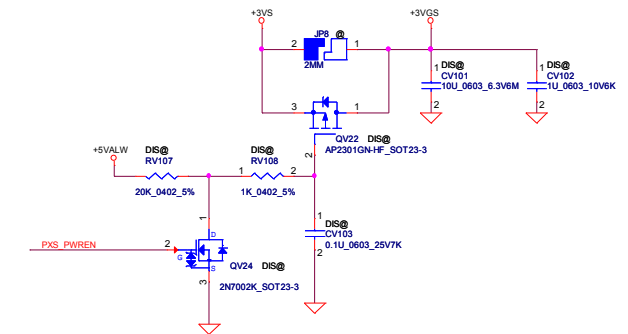 +3VS
+3VGS
JP8 @
2
1
2MM
1
DIS@
CV101
10U_0603_6.3V6M
2
1
DIS@
CV102
1U_0603_10V6K
2
3
1
QV22 DIS@
AP2301GN-HF_SOT23-3
2
+5VALW
DIS@
RV107
20K_0402_5%
DIS@
1 RV108 2
1K_0402_5%
1
DIS@
CV103
0.1U_0603_25V7K
2
1
D
PXS_PWREN
2
G
S
QV24 DIS@
3
2N7002K_SOT23-3